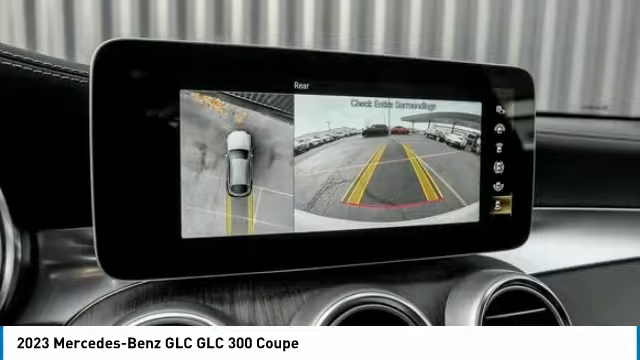 Rear
Check Entire Surroundings
2023 Mercedes-Benz GLC GLC 300 Coupe